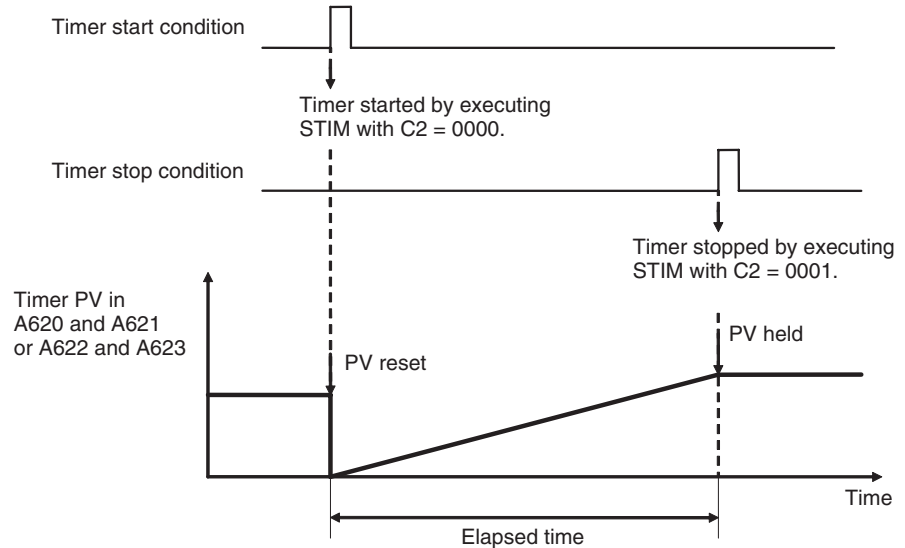 Timer start condition
Timer started by executing
STIM with C2 = 0000.
Timer stop condition
Timer stopped by executing
STIM with C2 = 0001.
Timer PV in
A620 and A621
or A622 and A623
PV reset
PV held
Time
Elapsed time